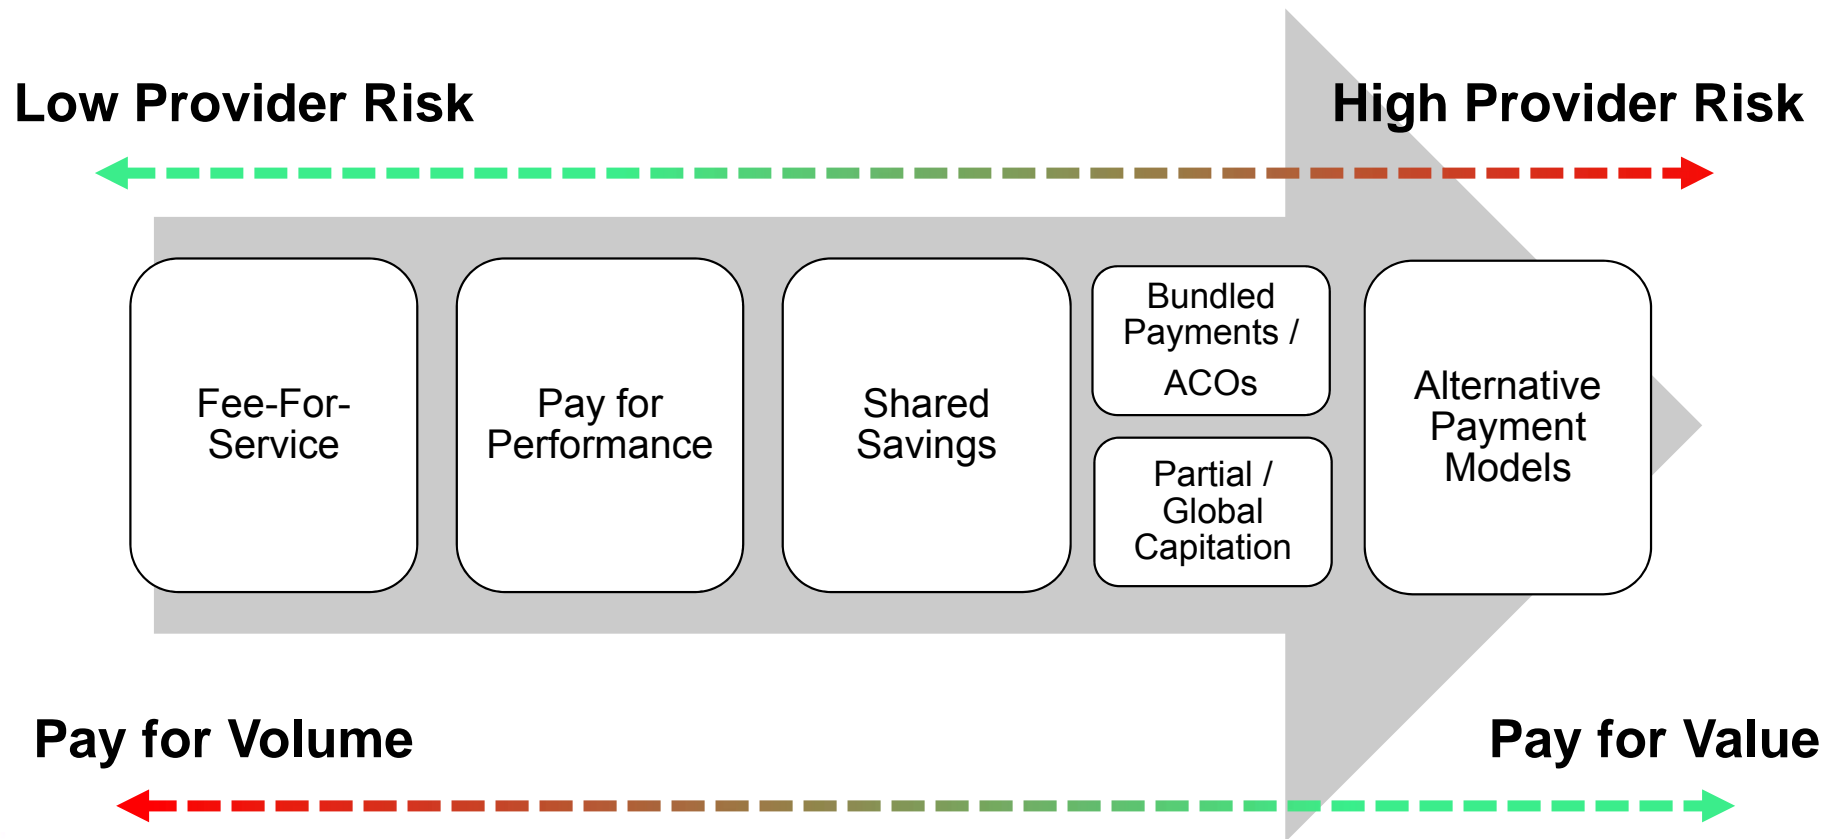 Low Provider Risk
High Provider Risk
Fee-For-
Service
Pay for
Performance
Shared
Savings
Bundled
Payments /
ACOs
Partial /
Global
Capitation
Alternative
Payment
Models
Pay for Volume
Pay for Value